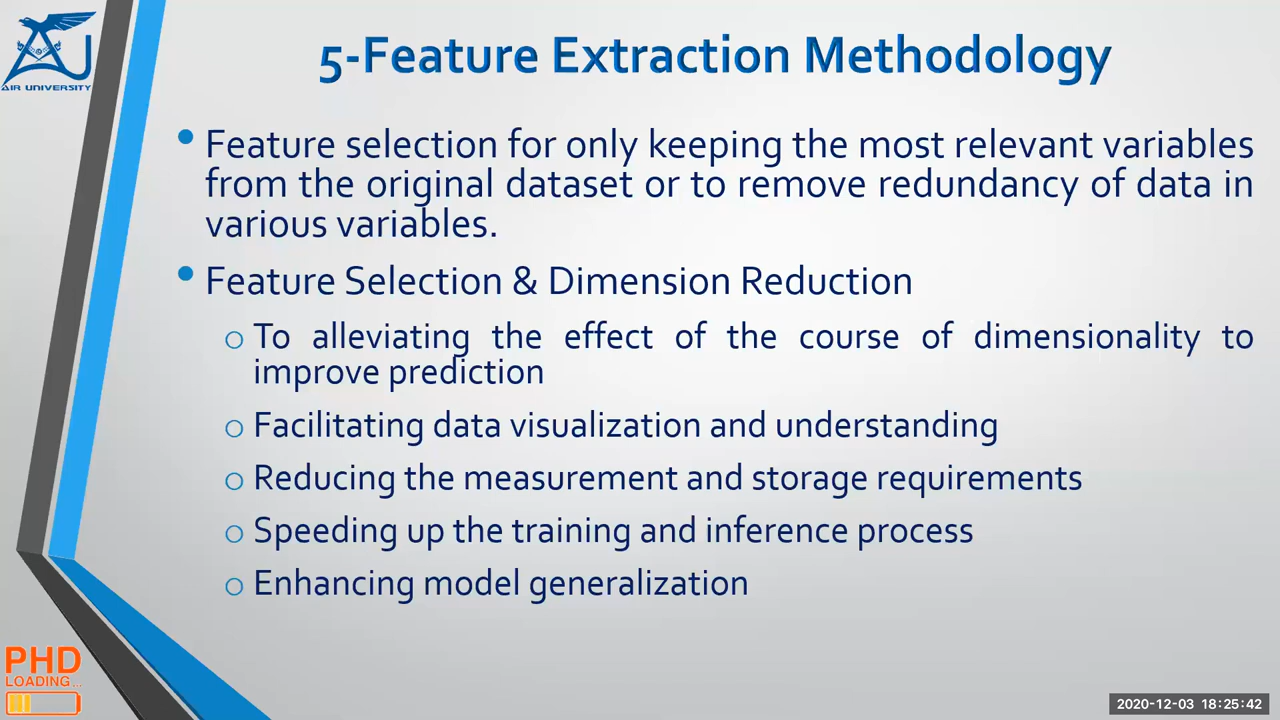 AIR UNIVERSITY
5-Feature Extraction Methodology
Feature selection for only keeping the most relevant variables
from the original dataset or to remove redundancy of data in
various variables.
Feature Selection & Dimension Reduction
To alleviating the effect of the course of dimensionality to
improve prediction
Facilitating data visualization and understanding
Reducing the measurement and storage requirements
Speeding up the training and inference process
Enhancing model generalization
PHD
LOADING...
2020-12-03 18:25:42